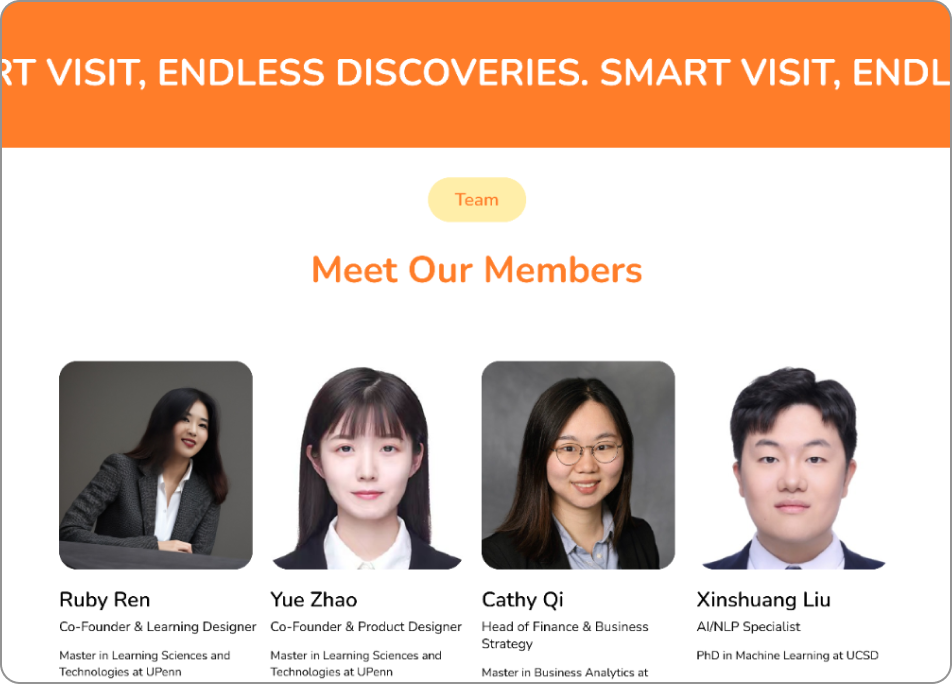 RT VISIT, ENDLESS DISCOVERIES. SMART VISIT, ENDL
Team
Meet Our Members
Ruby Ren
Co-Founder & Learning Designer
Master in Learning Sciences and
Technologies at UPenn
Yue Zhao
Co-Founder & Product Designer
Master in Learning Sciences and
Technologies at UPenn
Cathy Qi
Head of Finance & Business
Strategy
Master in Business Analytics at
Xinshuang Liu
AI/NLP Specialist
PhD in Machine Learning at UCSD